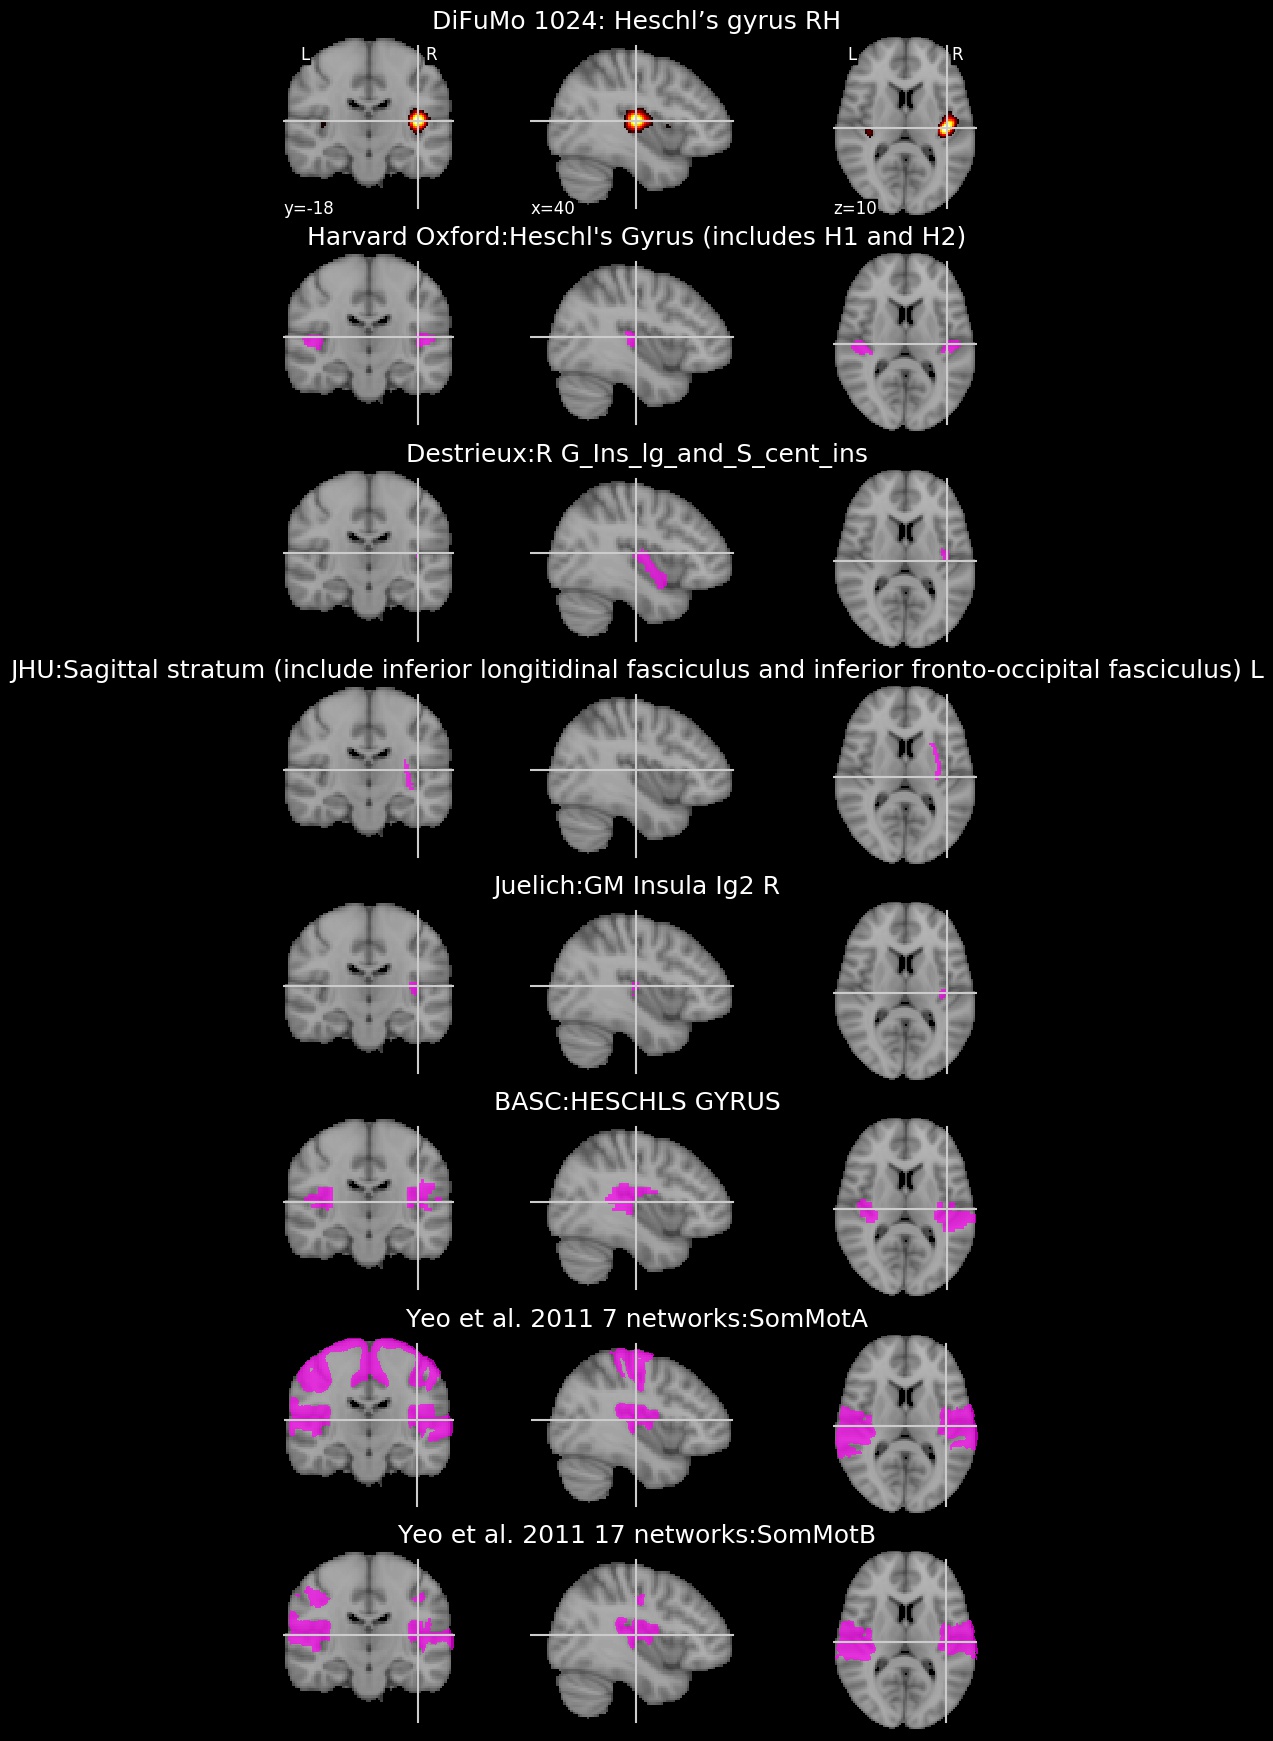 DiFuMo 1024: Heschl’s gyrus RH
L R L R
y=-18 x=40 z=10
Harvard Oxford:Heschl's Gyrus (includes H1 and H2)
Destrieux:R G_Ins_lg_and_S_cent_ins
JHU:Sagittal stratum (include inferior longitidinal fasciculus and inferior fronto-occipital fasciculus) L
Juelich:GM Insula Ig2 R
BASC:HESCHLS GYRUS
Yeo et al. 2011 7 networks:SomMotA
Yeo et al. 2011 17 networks:SomMotB